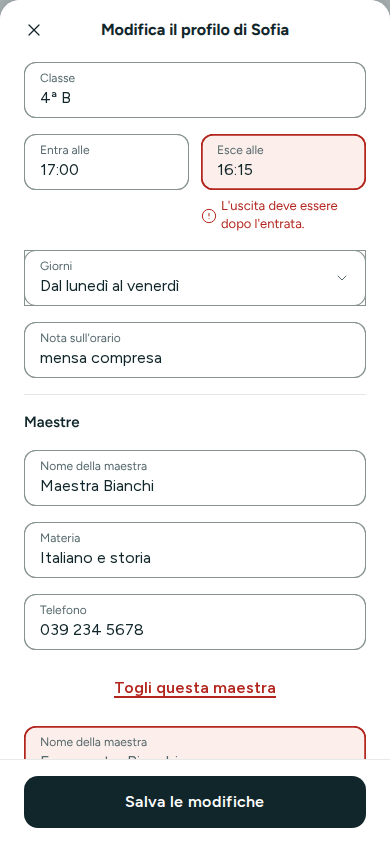 Modifica il profilo di Sofia
Classe
4ª B
Entra alle
17:00
Esce alle
16:15
L'uscita deve essere
dopo l'entrata.
Giorni
Dal lunedì al venerdì
Nota sull'orario
mensa compresa
Maestre
Nome della maestra
Maestra Bianchi
Materia
Italiano e storia
Telefono
039 234 5678
Togli questa maestra
Nome della maestra
Salva le modifiche